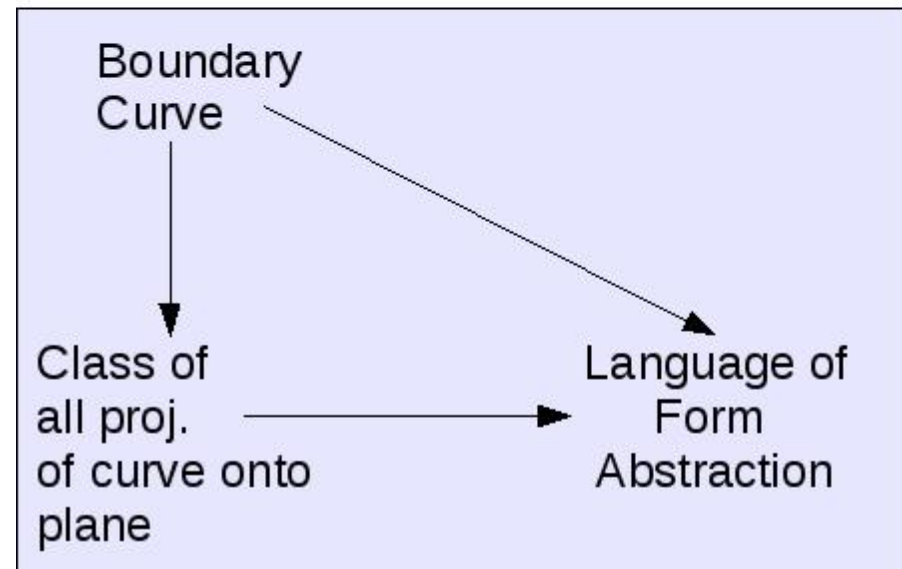 Boundary
Curve
Class of
all proj.
of curve onto
plane
Language of
Form
Abstraction